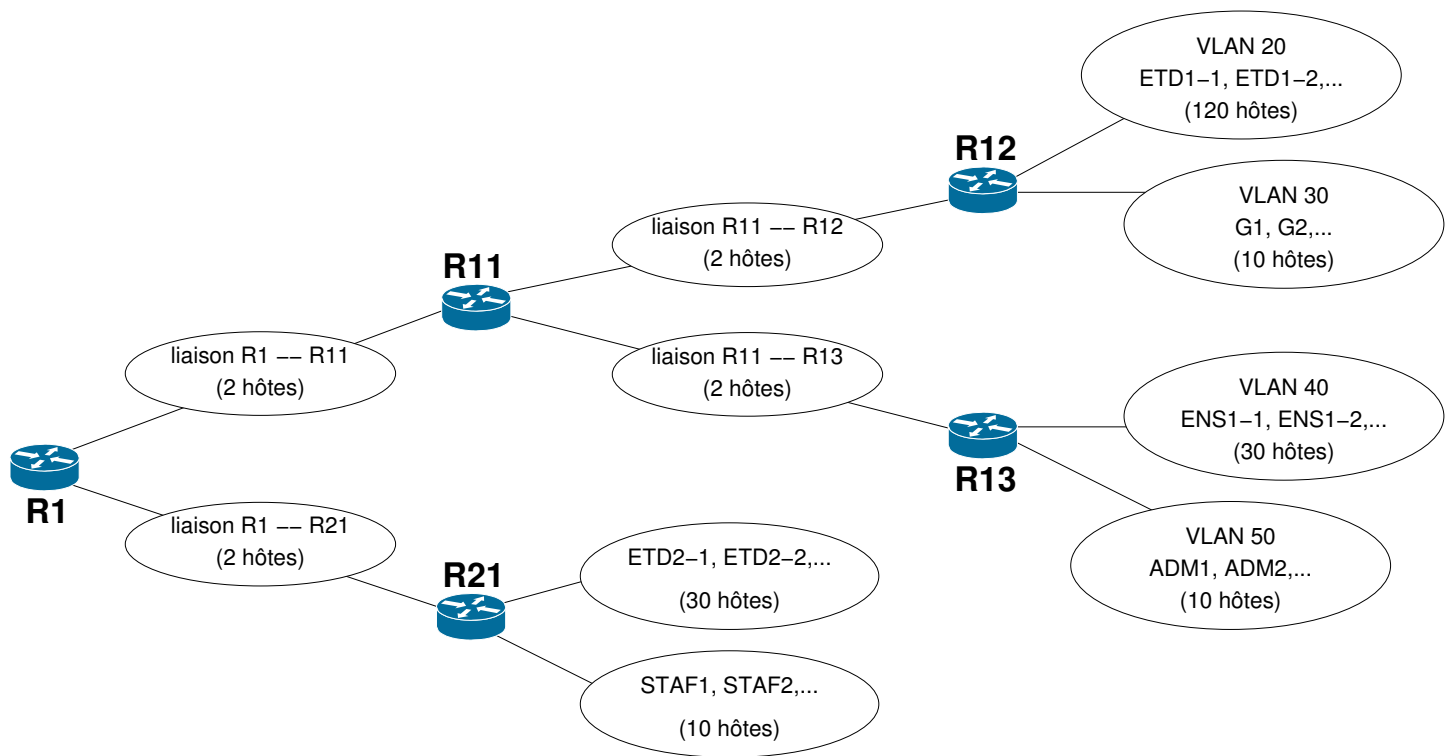 VLAN 20
ETD1−1, ETD1−2,...
(120 hôtes)
R12
VLAN 30
G1, G2,...
(10 hôtes)
liaison R11 −− R12
(2 hôtes)
R11
liaison R1 −− R11
(2 hôtes)
liaison R11 −− R13
(2 hôtes)
VLAN 40
ENS1−1, ENS1−2,...
(30 hôtes)
R13
R1
liaison R1 −− R21
(2 hôtes)
VLAN 50
ADM1, ADM2,...
(10 hôtes)
R21
ETD2−1, ETD2−2,...
(30 hôtes)
STAF1, STAF2,...
(10 hôtes)